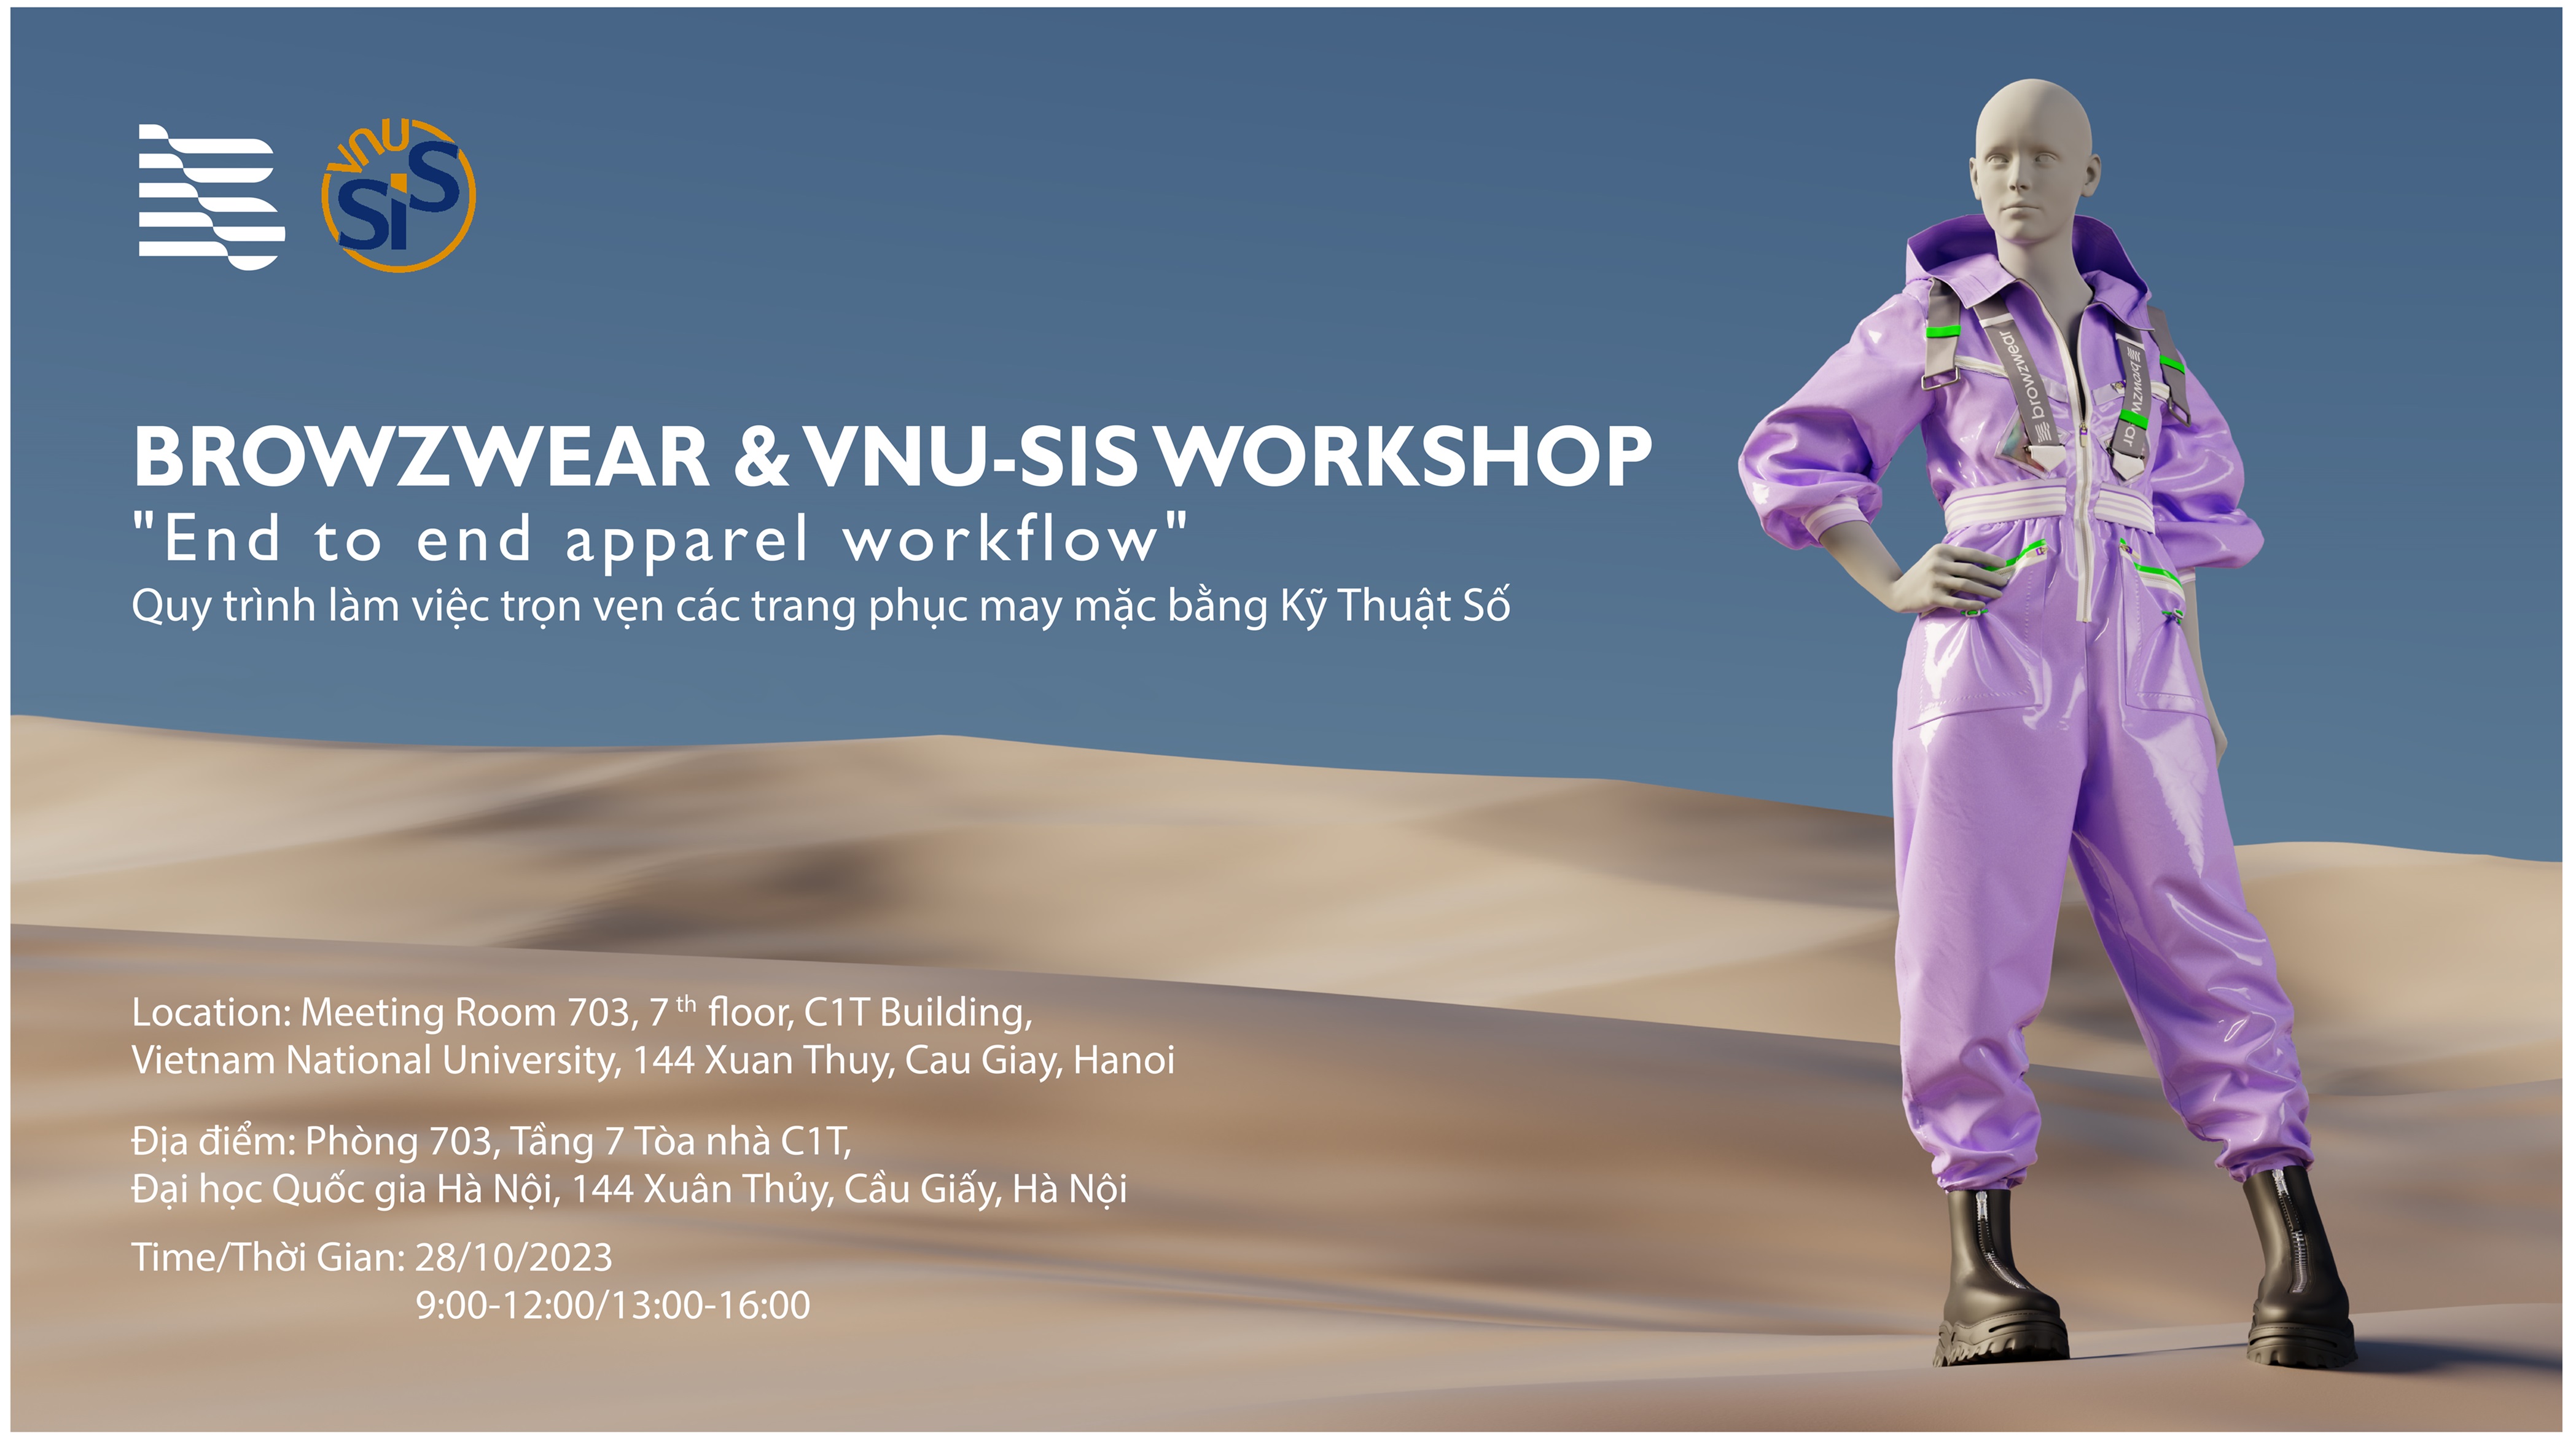 vnu
SiS
BROWZWEAR & VNU-SIS WORKSHOP
"End to end apparel workflow"
Quy trình làm việc trọn vẹn các trang phục may mặc bằng Kỹ Thuật Số
browzwear
browzwear
Location: Meeting Room 703, 7th floor, C1T Building,
Vietnam National University, 144 Xuan Thuy, Cau Giay, Hanoi
Địa điểm: Phòng 703, Tầng 7 Tòa nhà C1T,
Đại học Quốc gia Hà Nội, 144 Xuân Thủy, Cầu Giấy, Hà Nội
Time/Thời Gian: 28/10/2023
9:00-12:00/13:00-16:00